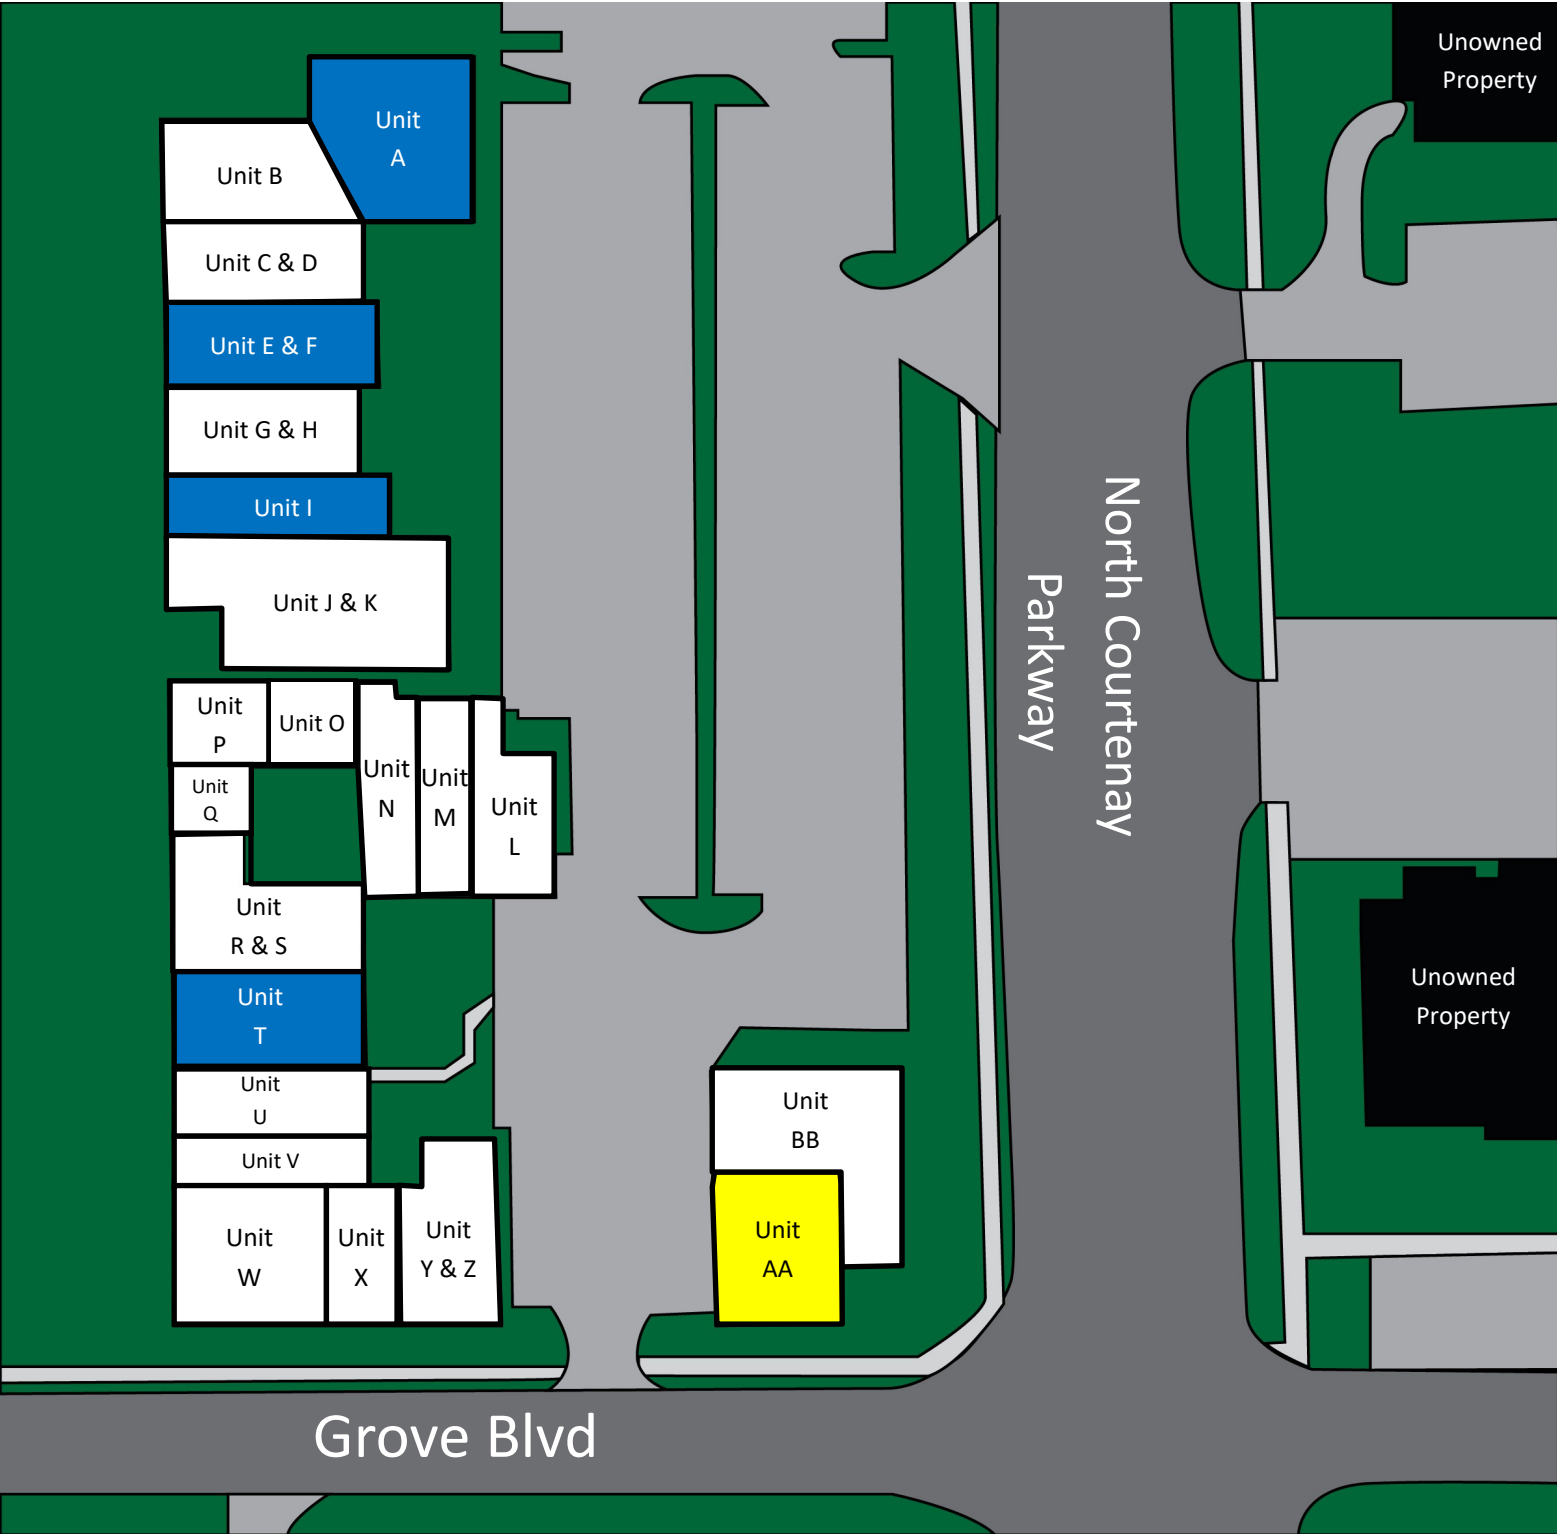 Unowned
Property
Unit
A
Unit B
Unit C & D
Unit E & F
Unit G & H
Unit I
Unit J & K
North Courtenay
Parkway
Unit
P
Unit O
Unit
N
Unit
M
Unit
L
Unit
Q
Unit
R & S
Unit
T
Unowned
Property
Unit
U
Unit V
Unit
W
Unit
X
Unit
Y & Z
Unit
BB
Unit
AA
Grove Blvd